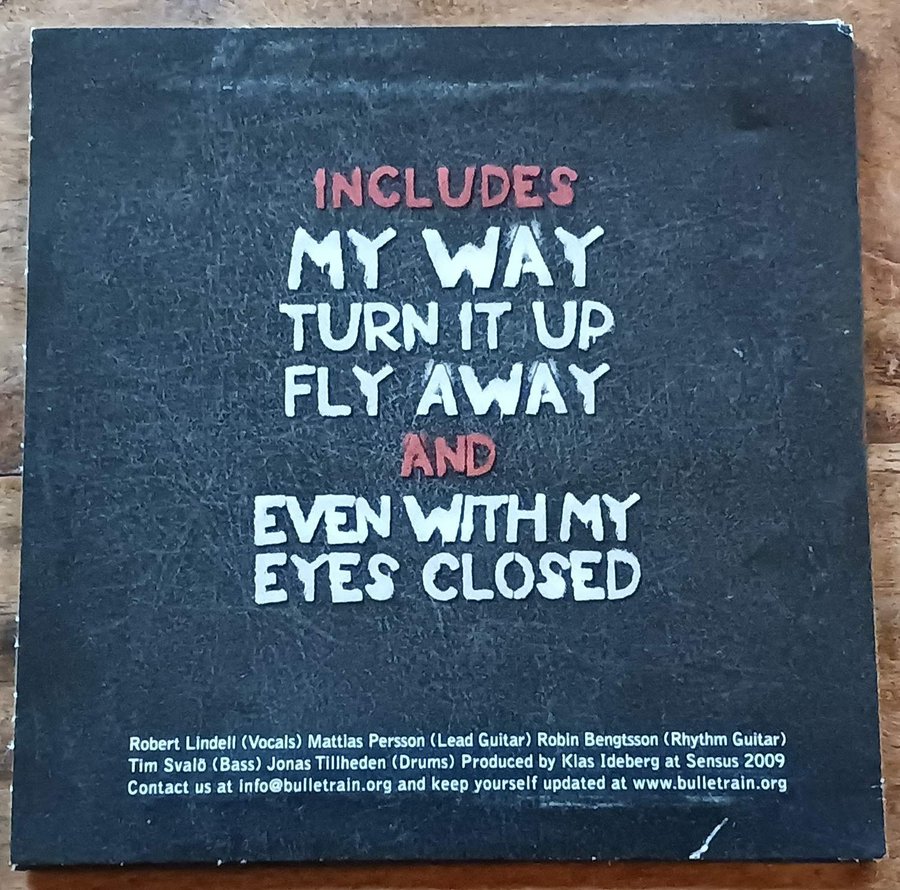 INCLUDES
MY WAY
TURN IT UP
FLY AWAY
AND
EVEN WITH MY
EYES CLOSED
Robert Lindell (Vocals) Mattias Persson (Lead Guitar) Robin Bengtsson (Rhythm Guitar)
Tim Svalö (Bass) Jonas Tillheden (Drums) Produced by Klas Ideberg at Sensus 2009
Contact us at info@bulletrain.org and keep yourself updated at www.bulletrain.org